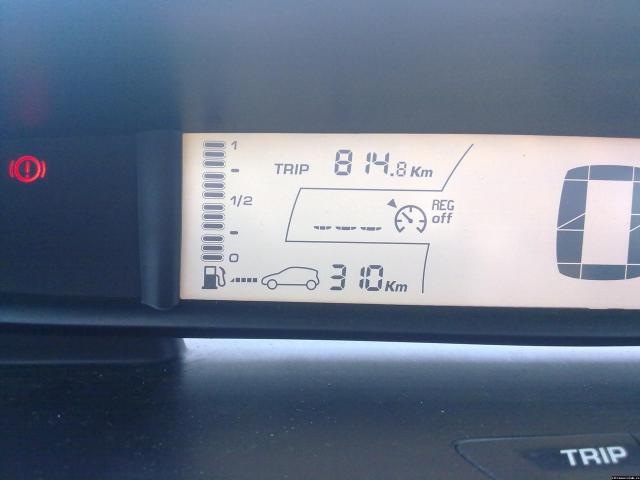 1
TRIP 814.8 Km
1/2
REG
off
---
0
310 Km
TRIP